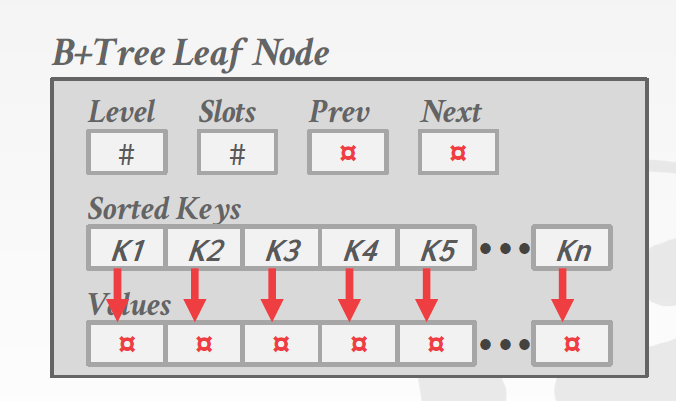 B+Tree Leaf Node
Level Slots Prev Next
# # ¤ ¤
Sorted Keys
K1 K2 K3 K4 K5 ••• Kn
Values
¤ ¤ ¤ ¤ ¤ ••• ¤